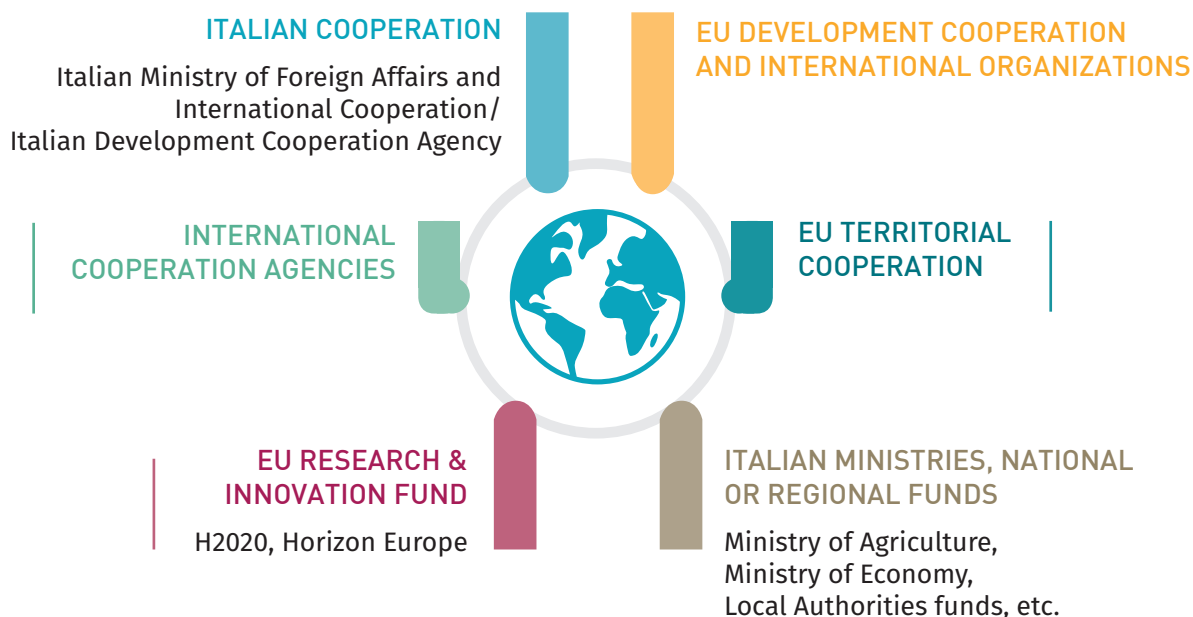 ITALIAN COOPERATION
Italian Ministry of Foreign Affairs and
International Cooperation/
Italian Development Cooperation Agency
EU DEVELOPMENT COOPERATION
AND INTERNATIONAL ORGANIZATIONS
INTERNATIONAL
COOPERATION AGENCIES
EU TERRITORIAL
COOPERATION
EU RESEARCH &
INNOVATION FUND
H2020, Horizon Europe
ITALIAN MINISTRIES, NATIONAL
OR REGIONAL FUNDS
Ministry of Agriculture,
Ministry of Economy,
Local Authorities funds, etc.